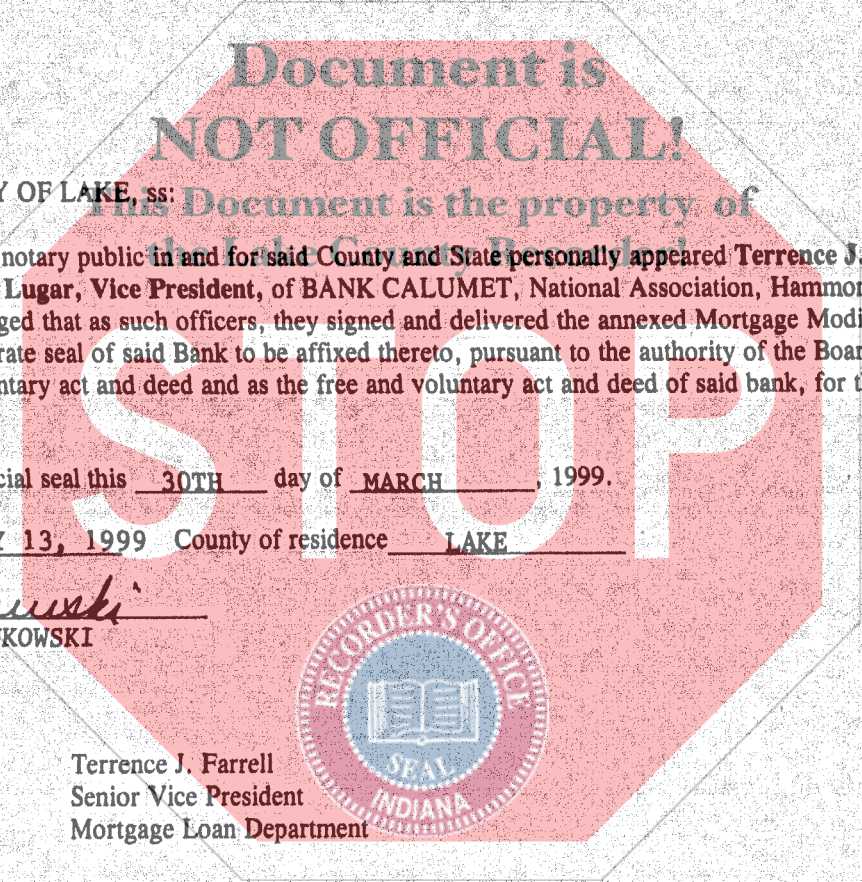 Document is
NOT OFFICIAL!
Y OF LAKE, ss:
This Document is the property of
the Lake County Recorder!
notary public in and for said County and State personally appeared Terrence J.
Lugar, Vice President, of BANK CALUMET, National Association, Hammon
ged that as such officers, they signed and delivered the annexed Mortgage Modi
rate seal of said Bank to be affixed thereto, pursuant to the authority of the Boar
ntary act and deed and as the free and voluntary act and deed of said bank, for t
STOP
cial seal this 30TH day of MARCH, 1999.
Y 13, 1999 County of residence LAKE
KOWSKI
RECORDER'S OFFICE
SEAL
INDIANA
Terrence J. Farrell
Senior Vice President
Mortgage Loan Department